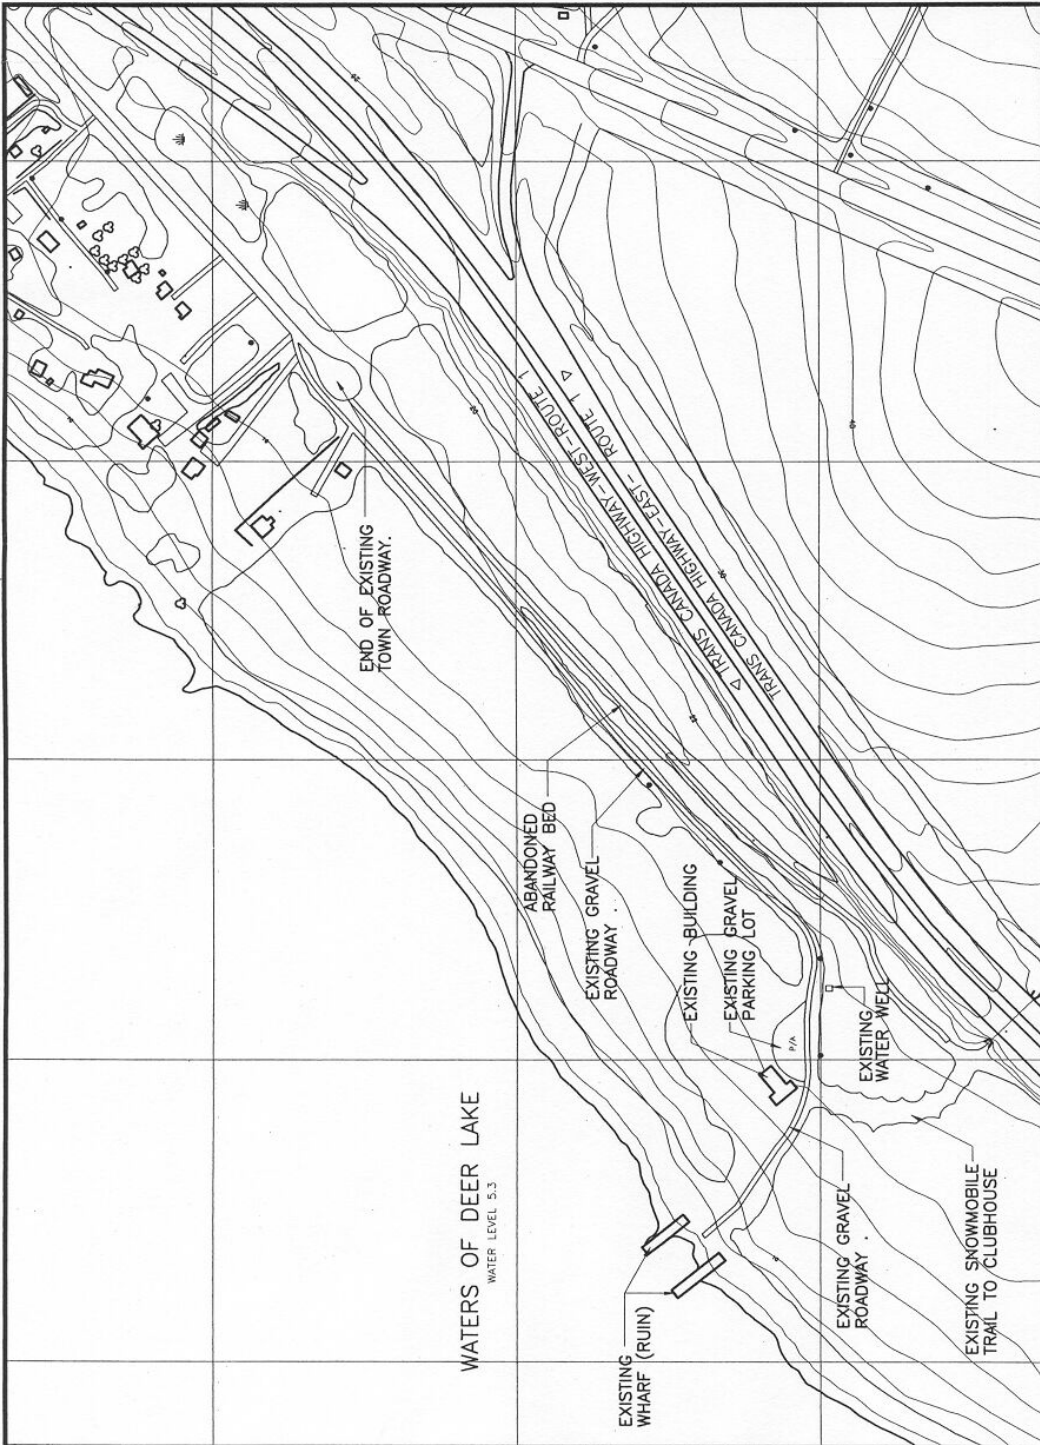 WATERS OF DEER LAKE
WATER LEVEL 5.3
END OF EXISTING
TOWN ROADWAY.
TRANS CANADA HIGHWAY-WEST-ROUTE 1
TRANS CANADA HIGHWAY-EAST- ROUTE 1
ABANDONED
RAILWAY BED
EXISTING GRAVEL
ROADWAY .
EXISTING BUILDING
EXISTING GRAVEL
PARKING LOT
P/A
EXISTING
WATER WELL
EXISTING
WHARF (RUIN)
EXISTING GRAVEL
ROADWAY .
EXISTING SNOWMOBILE
TRAIL TO CLUBHOUSE